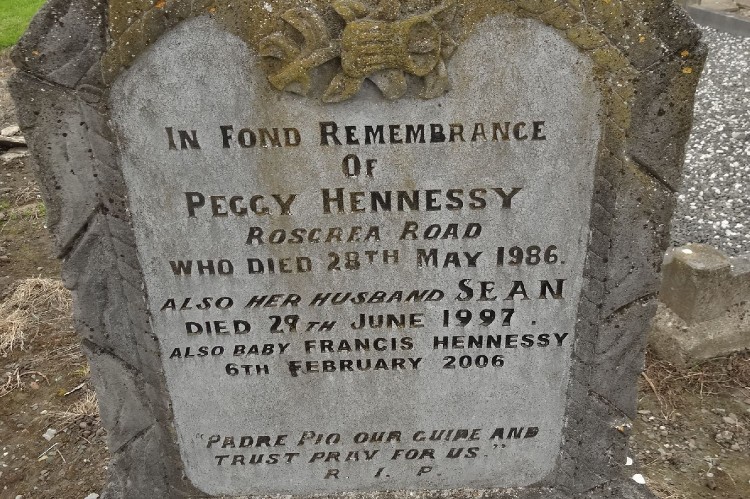 IN FOND REMEMBRANCE
OF
PEGGY HENNESSY
ROSCREA ROAD
WHO DIED 28TH MAY 1986.
ALSO HER HUSBAND SEAN
DIED 29TH JUNE 1997.
ALSO BABY FRANCIS HENNESSY
6TH FEBRUARY 2006
"PADRE PIO OUR GUIDE AND
TRUST PRAY FOR US."
R. I. P.